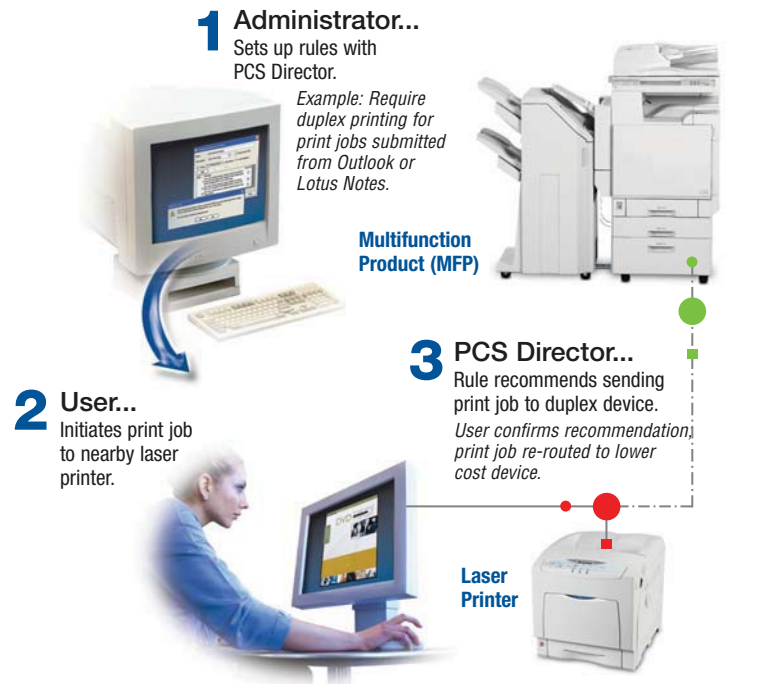 1 Administrator...
Sets up rules with
PCS Director.
Example: Require
duplex printing for
print jobs submitted
from Outlook or
Lotus Notes.
Multifunction
Product (MFP)
3 PCS Director...
Rule recommends sending
print job to duplex device.
User confirms recommendation,
print job re-routed to lower
cost device.
2 User...
Initiates print job
to nearby laser
printer.
DVD
Laser
Printer